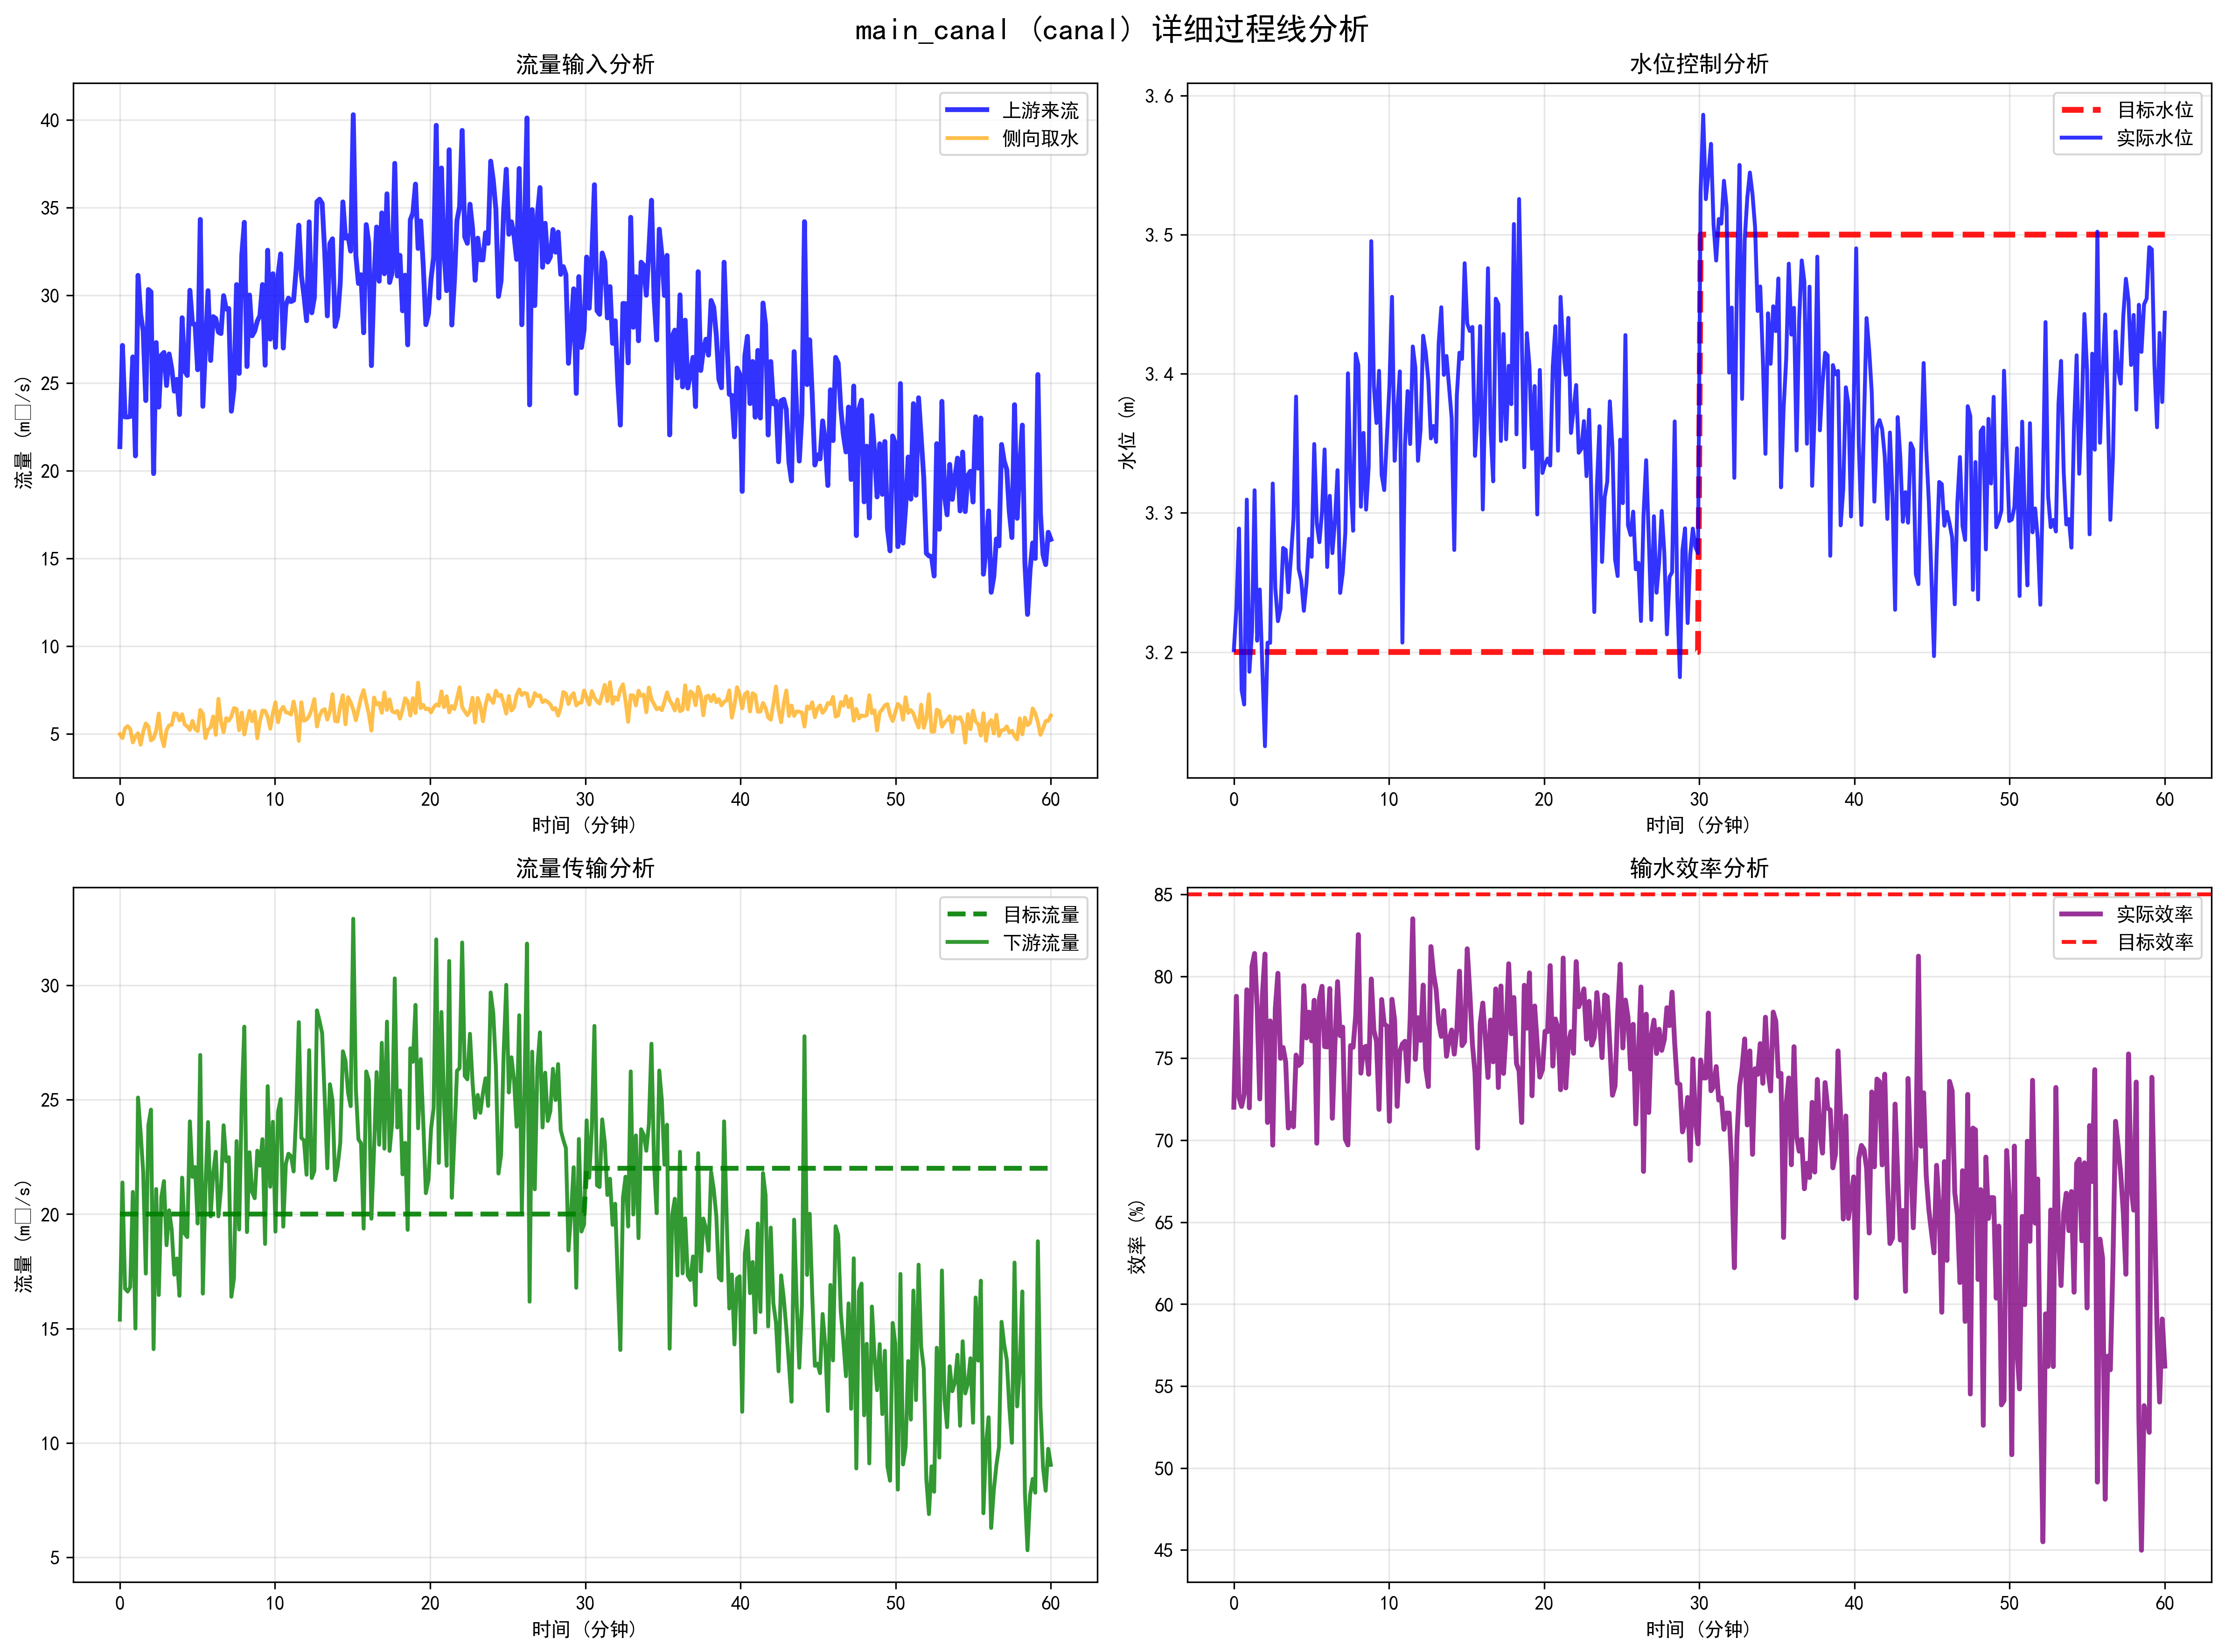 main_canal (canal) 详细过程线分析
流量输入分析
上游来流
侧向取水
流量 (m□/s)
40
35
30
25
20
15
10
5
0 10 20 30 40 50 60
时间 (分钟)
水位控制分析
目标水位
实际水位
水位 (m)
3.6
3.5
3.4
3.3
3.2
0 10 20 30 40 50 60
时间 (分钟)
流量传输分析
目标流量
下游流量
流量 (m□/s)
30
25
20
15
10
5
0 10 20 30 40 50 60
时间 (分钟)
输水效率分析
实际效率
目标效率
效率 (%)
85
80
75
70
65
60
55
50
45
0 10 20 30 40 50 60
时间 (分钟)